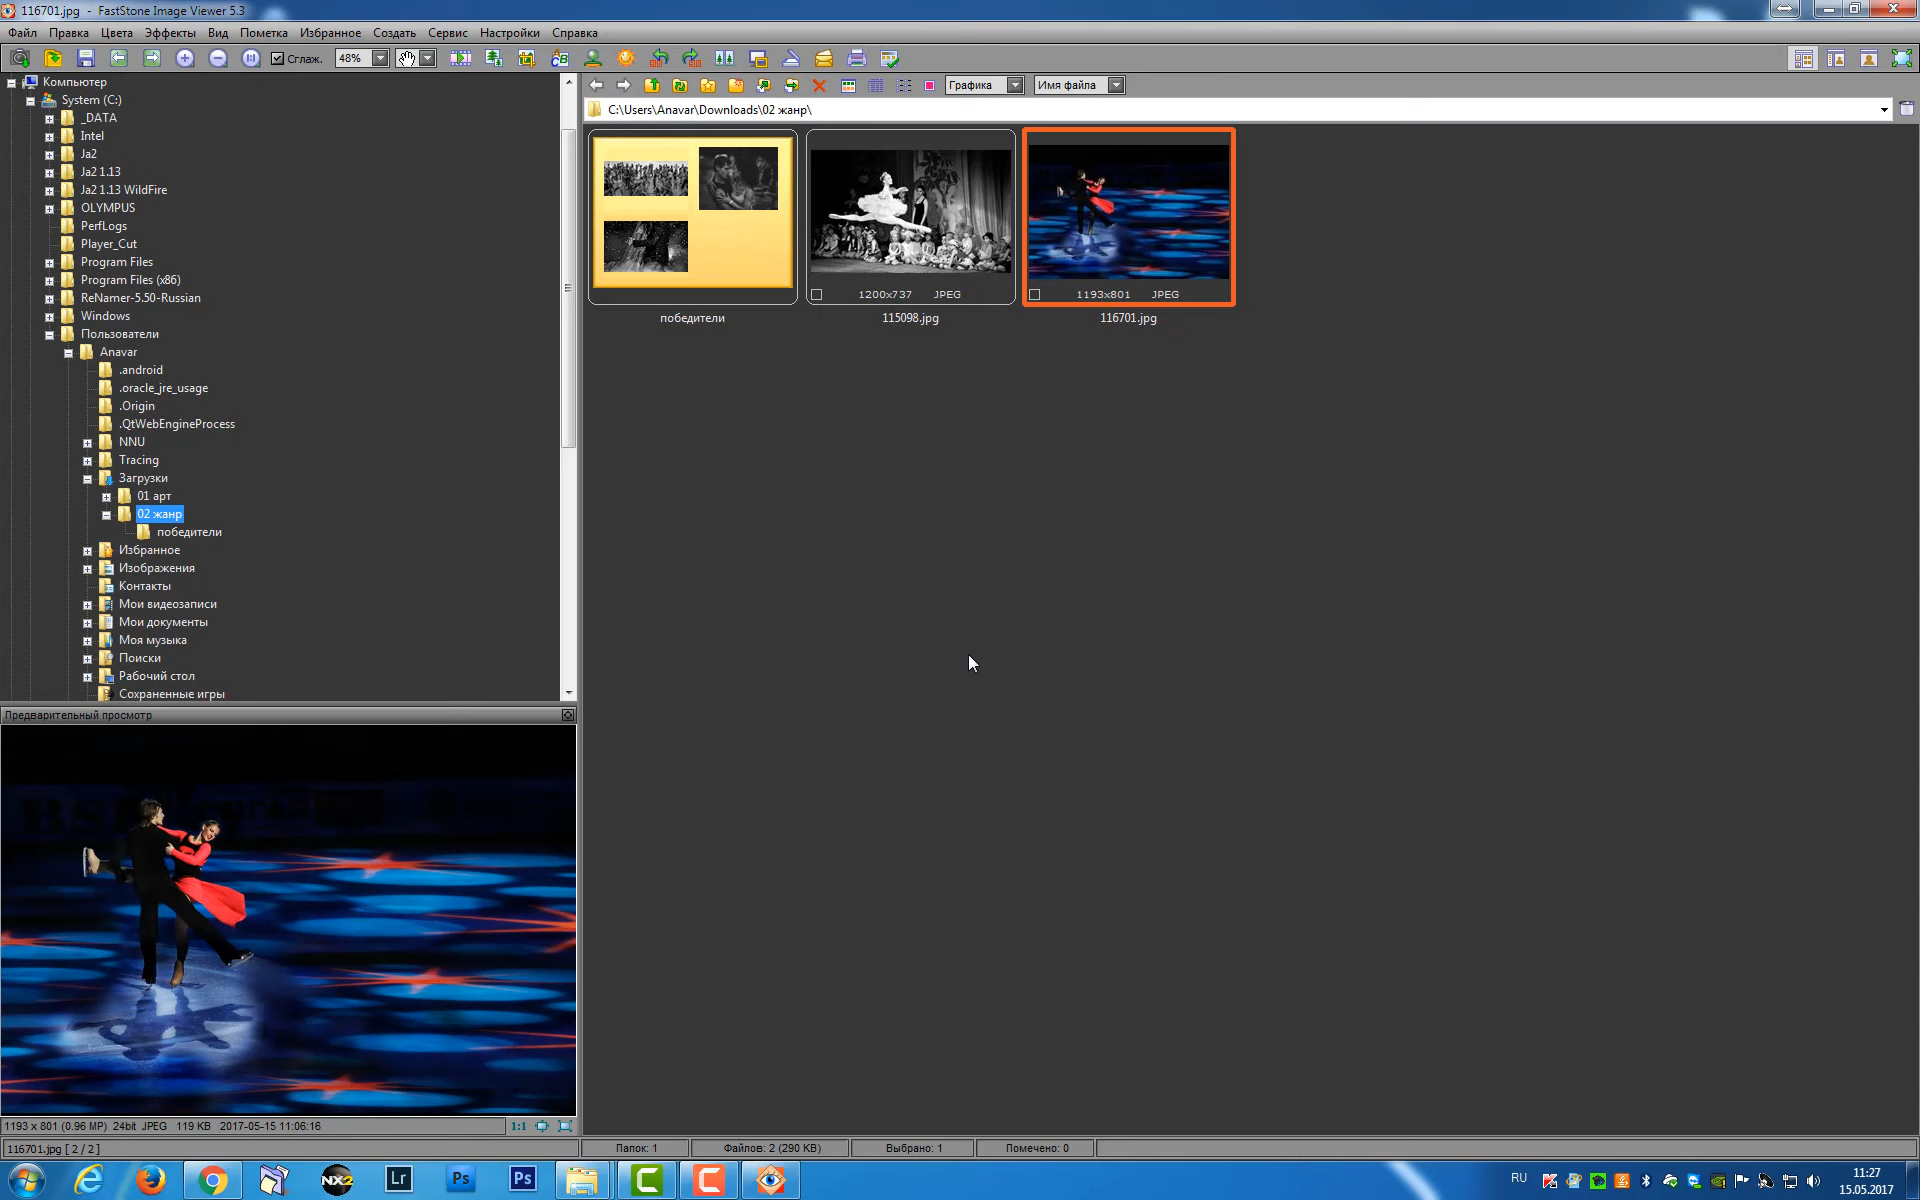 116701.jpg - FastStone Image Viewer 5.3
Файл Правка Цвета Эффекты Вид Пометка Избранное Создать Сервис Настройки Справка
Сглаж. 48%
Компьютер
System (C:)
_DATA
Intel
Ja2
Ja2 1.13
Ja2 1.13 WildFire
OLYMPUS
PerfLogs
Player_Cut
Program Files
Program Files (x86)
ReNamer-5.50-Russian
Windows
Пользователи
Anavar
.android
.oracle_jre_usage
.Origin
.QtWebEngineProcess
NNU
Tracing
Загрузки
01 арт
02 жанр
победители
Избранное
Изображения
Контакты
Мои видеозаписи
Мои документы
Моя музыка
Поиски
Рабочий стол
Сохраненные игры
Графика Имя файла
C:\Users\Anavar\Downloads\02 жанр\
1200x737 JPEG
1193x801 JPEG
победители
115098.jpg
116701.jpg
Предварительный просмотр
1193 x 801 (0.96 MP) 24bit JPEG 119 KB 2017-05-15 11:06:16
1:1
116701.jpg [ 2 / 2 ]
Папок: 1
Файлов: 2 (290 KB)
Выбрано: 1
Помечено: 0
NX2
Lr
Ps
Ps
RU
11:27
15.05.2017